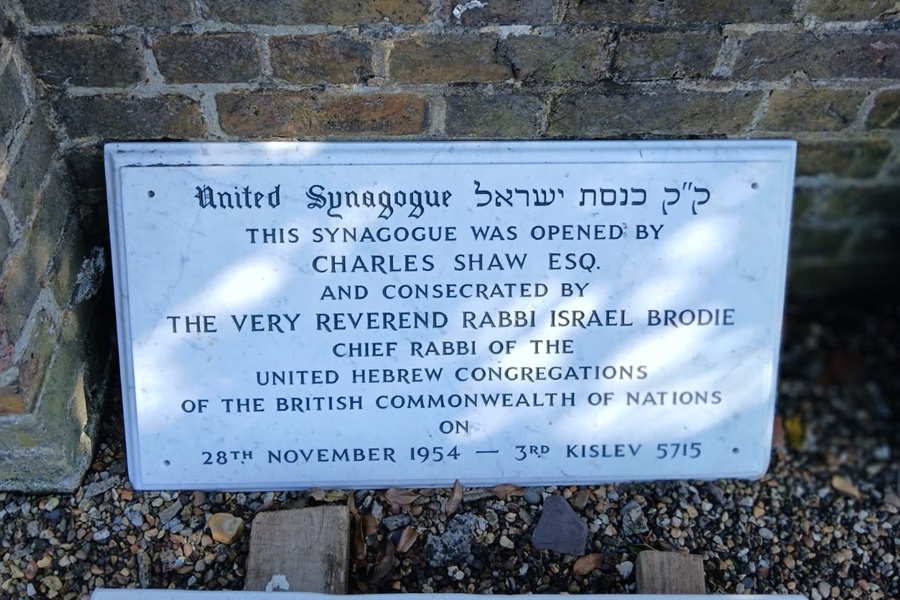 United Synagogue ק"ק כנסת ישראל
THIS SYNAGOGUE WAS OPENED BY
CHARLES SHAW ESQ.
AND CONSECRATED BY
THE VERY REVEREND RABBI ISRAEL BRODIE
CHIEF RABBI OF THE
UNITED HEBREW CONGREGATIONS
OF THE BRITISH COMMONWEALTH OF NATIONS
ON
28TH NOVEMBER 1954 — 3RD KISLEV 5715